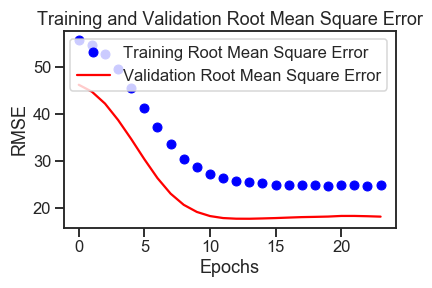 Training and Validation Root Mean Square Error
Training Root Mean Square Error
Validation Root Mean Square Error
50
40
30
20
RMSE
0 5 10 15 20
Epochs